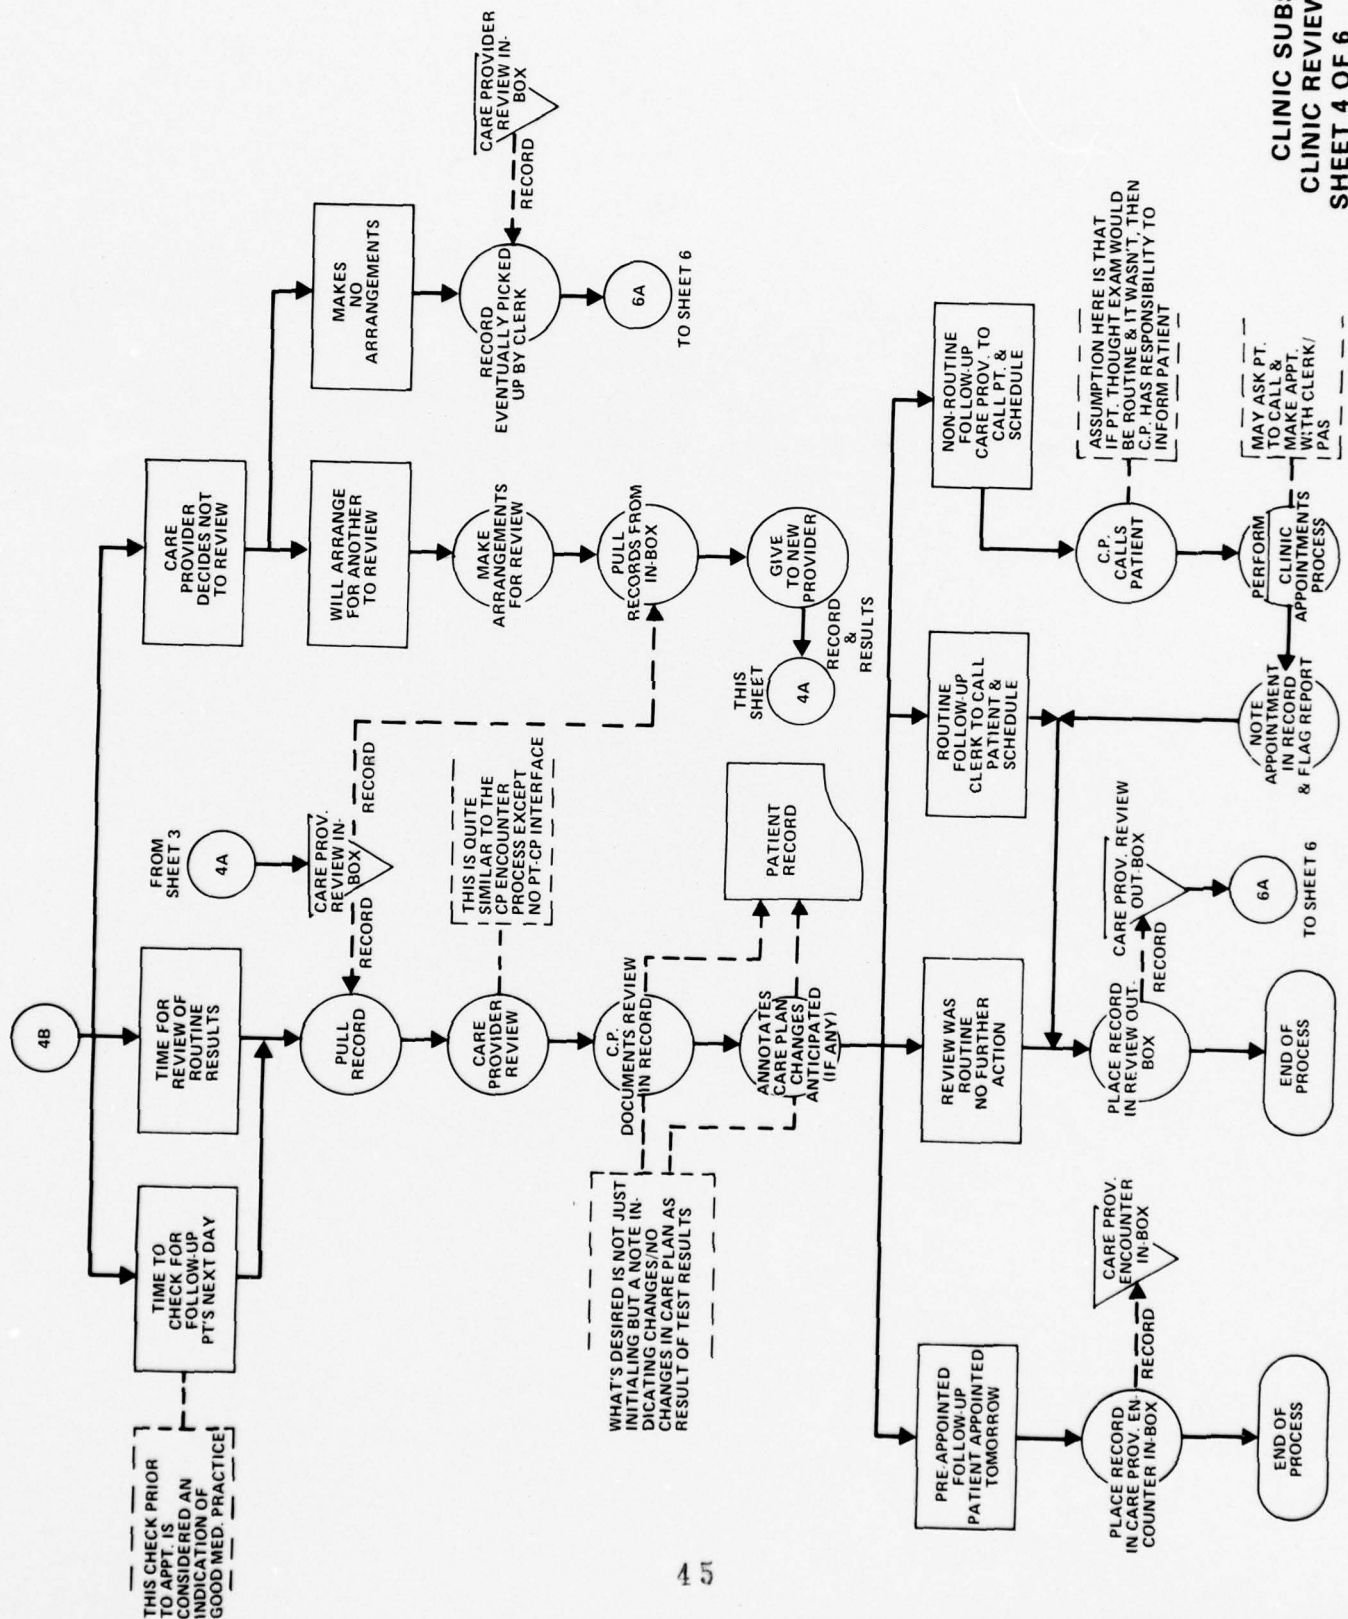 4B
THIS CHECK PRIOR
TO APPT. IS
CONSIDERED AN
INDICATION OF
GOOD MED. PRACTICE
TIME TO
CHECK FOR
FOLLOW-UP
PT'S NEXT DAY
TIME FOR
REVIEW OF
ROUTINE
RESULTS
FROM
SHEET 3
4A
CARE
PROVIDER
DECIDES NOT
TO REVIEW
CARE PROV.
REVIEW IN-
BOX
RECORD
RECORD
WILL ARRANGE
FOR ANOTHER
TO REVIEW
MAKES
NO
ARRANGEMENTS
PULL
RECORD
THIS IS QUITE
SIMILAR TO THE
CP ENCOUNTER
PROCESS EXCEPT
NO PT-CP INTERFACE
CARE
PROVIDER
REVIEW
MAKE
ARRANGEMENTS
FOR REVIEW
RECORD
EVENTUALLY PICKED
UP BY CLERK
RECORD
CARE PROVIDER
REVIEW IN-
BOX
PULL
RECORDS FROM
IN-BOX
6A
TO SHEET 6
WHAT'S DESIRED IS NOT JUST
INITIALING BUT A NOTE IN-
DICATING CHANGES/NO
CHANGES IN CARE PLAN AS
RESULT OF TEST RESULTS
C.P.
DOCUMENTS REVIEW
IN RECORD
PATIENT
RECORD
THIS
SHEET
4A
GIVE
TO NEW
PROVIDER
RECORD
&
RESULTS
ANNOTATES
CARE PLAN
CHANGES
ANTICIPATED
(IF ANY)
PRE-APPOINTED
FOLLOW-UP
PATIENT APPOINTED
TOMORROW
REVIEW WAS
ROUTINE
NO FURTHER
ACTION
ROUTINE
FOLLOW-UP
CLERK TO CALL
PATIENT &
SCHEDULE
NON-ROUTINE
FOLLOW-UP
CARE PROV. TO
CALL PT. &
SCHEDULE
PLACE RECORD
IN CARE PROV. EN-
COUNTER IN-BOX
RECORD
CARE PROV.
ENCOUNTER
IN-BOX
PLACE RECORD
IN REVIEW OUT-
BOX
RECORD
CARE PROV. REVIEW
OUT-BOX
C.P.
CALLS
PATIENT
ASSUMPTION HERE IS THAT
IF PT. THOUGHT EXAM WOULD
BE ROUTINE & IT WASN'T, THEN
C.P. HAS RESPONSIBILITY TO
INFORM PATIENT
END OF
PROCESS
END OF
PROCESS
6A
TO SHEET 6
NOTE
APPOINTMENT
IN RECORD
& FLAG REPORT
PERFORM
CLINIC
APPOINTMENTS
PROCESS
MAY ASK PT.
TO CALL &
MAKE APPT.
WITH CLERK/
PAS
CLINIC SUBS
CLINIC REVIEW
SHEET 4 OF 6
45